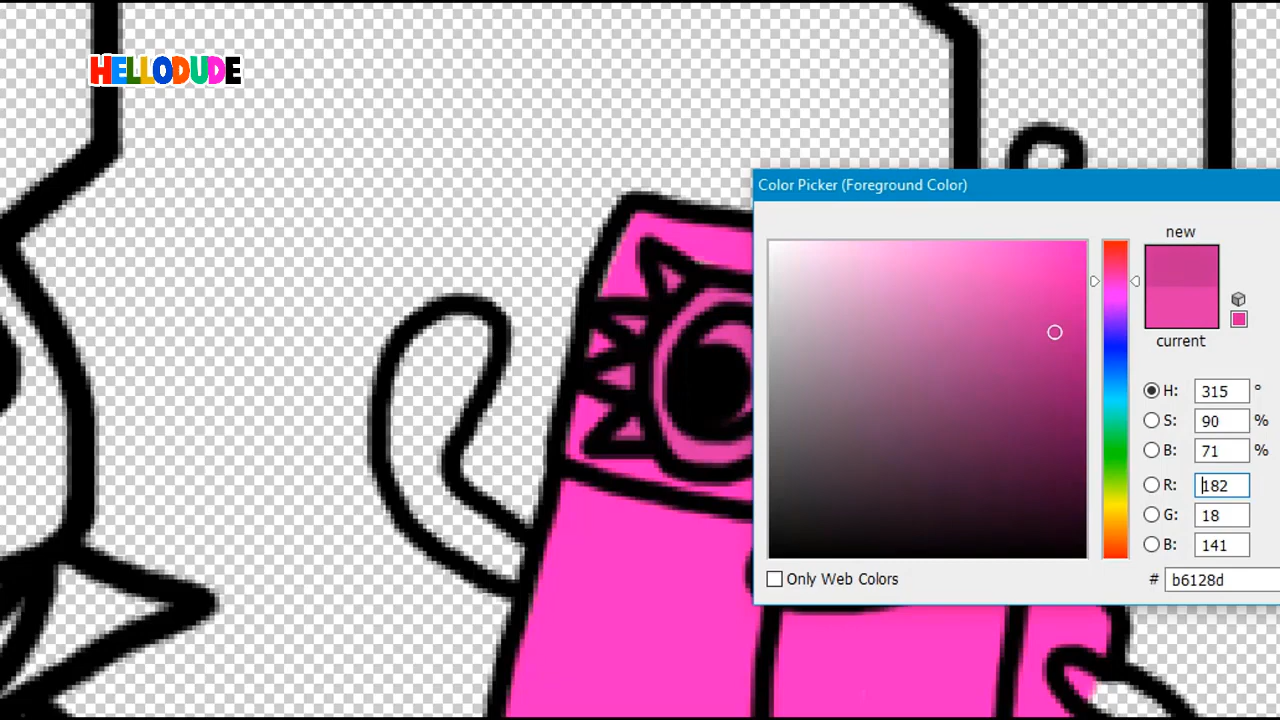 HELLODUDE
Color Picker (Foreground Color)
new
current
H: 315 °
S: 90 %
B: 71 %
R: 182
G: 18
B: 141
Only Web Colors
# b6128d